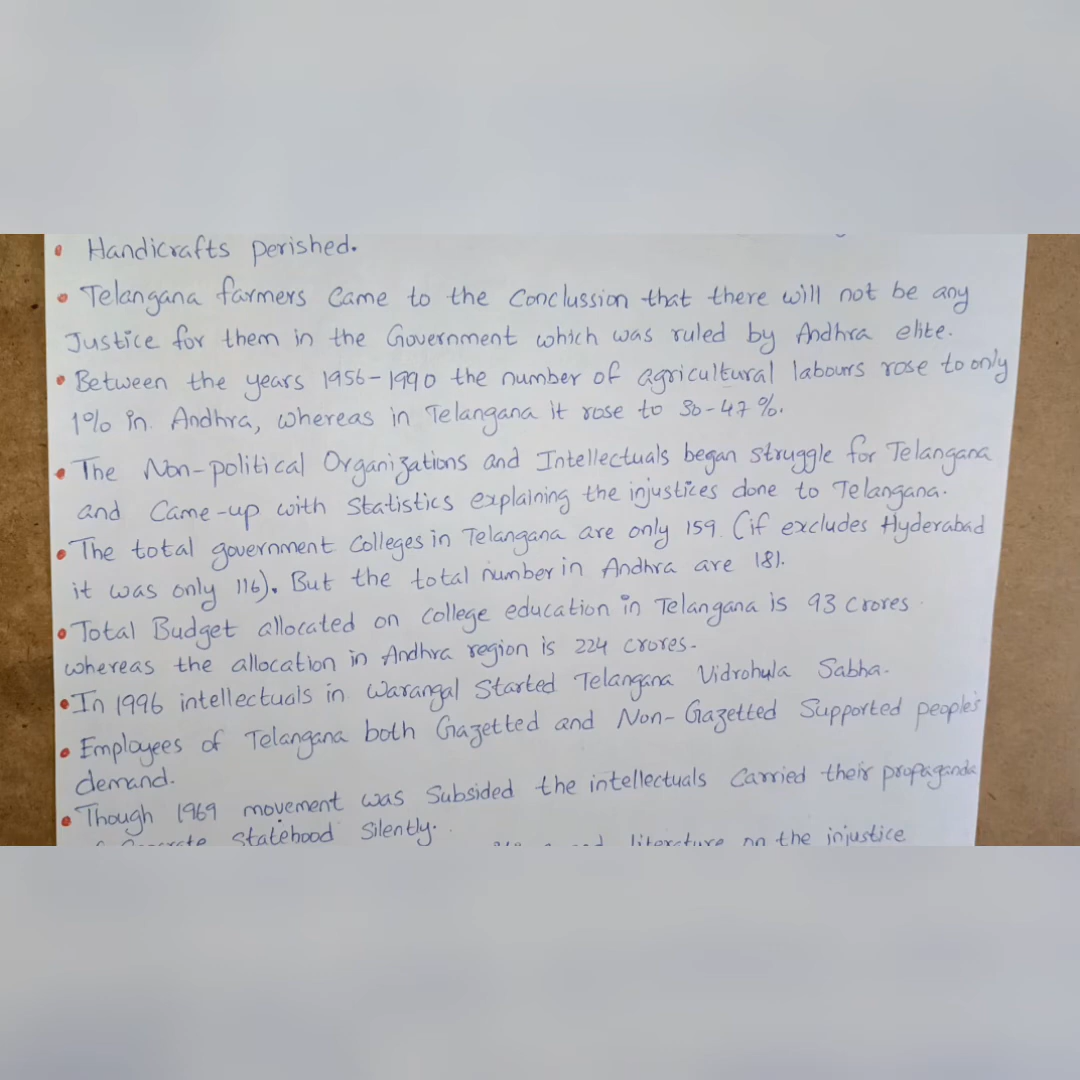 • Handicrafts perished.
• Telangana farmers Came to the Conclussion that there will not be any
Justice for them in the Government which was ruled by Andhra elite.
• Between the years 1956-1990 the number of agricultural labours rose to only
1% in. Andhra, whereas in Telangana it rose to 30-47%.
• The Non-political Organizations and Intellectuals began struggle for Telangana
and Came-up with Statistics explaining the injustices done to Telangana.
• The total government Colleges in Telangana are only 159. (if excludes Hyderabad
it was only 116). But the total number in Andhra are 181.
• Total Budget allocated on College education in Telangana is 93 crores
whereas the allocation in Andhra region is 224 crores.
• In 1996 intellectuals in Warangal Started Telangana Vidrohula Sabha.
• Employees of Telangana both Gazetted and Non-Gazetted Supported people's
demand.
• Though 1969 movement was Subsided the intellectuals Carried their propaganda
Statehood Silently.
literature on the injustice